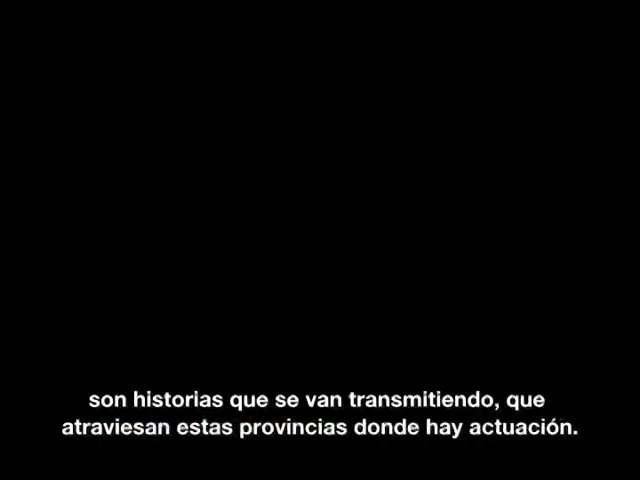 son historias que se van transmitiendo, que
atraviesan estas provincias donde hay actuación.